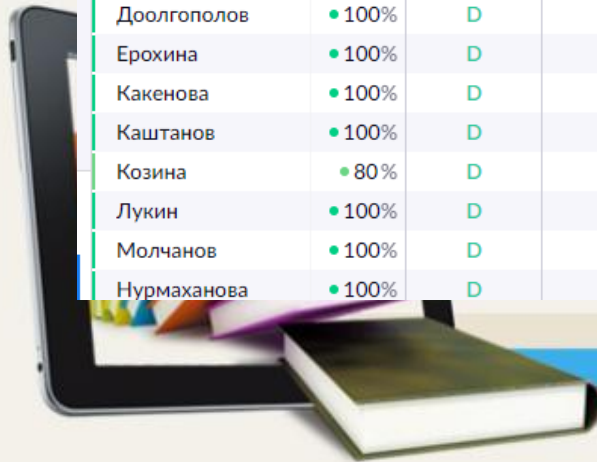 Доолгополов 100% D
Ерохина 100% D
Какенова 100% D
Каштанов 100% D
Козина 80% D
Лукин 100% D
Молчанов 100% D
Нурмаханова 100% D